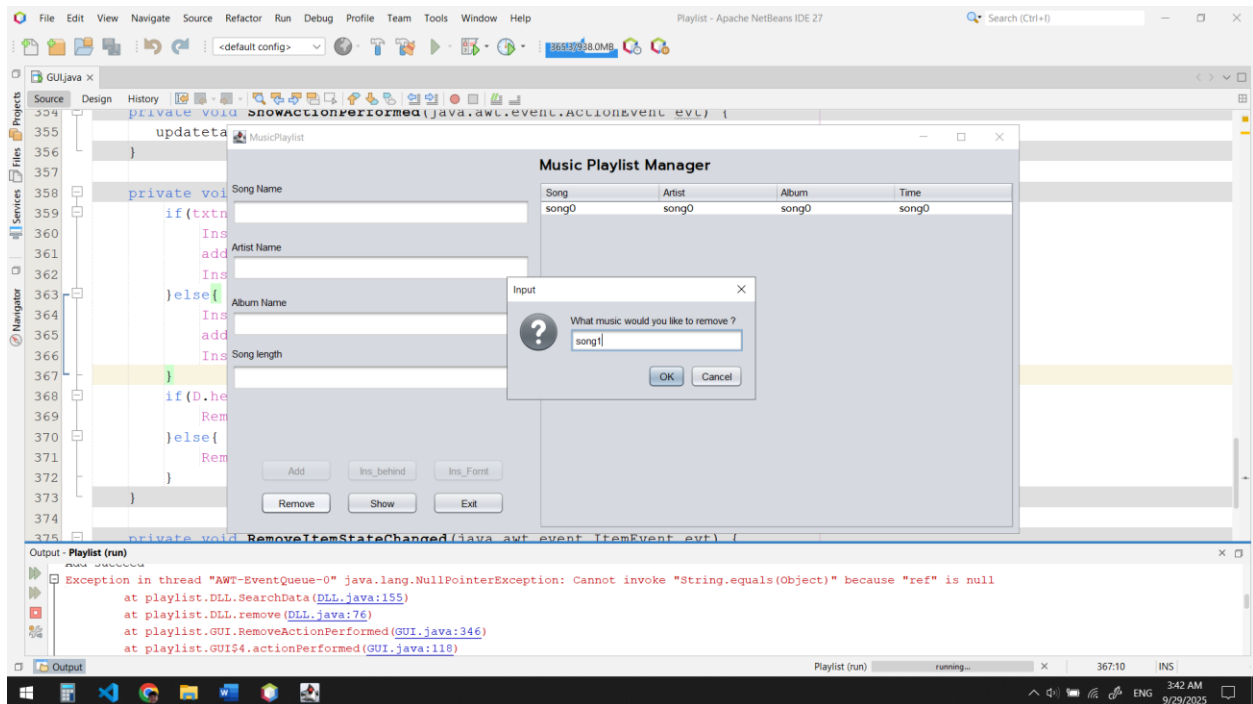 File Edit View Navigate Source Refactor Run Debug Profile Team Tools Window Help
Playlist - Apache NetBeans IDE 27
Search (Ctrl+I)
<default config>
GUI.java
Source Design History
Projects
Files
Services
Navigator
354 private void ShowActionPerformed(java.awt.event.ActionEvent evt) {
355 updateta
356 }
357
358 private voi
359 if(txtn
360 Ins
361 add
362 Ins
363 }else{
364 Ins
365 add
366 Ins
367 }
368 if(D.he
369 Rem
370 }else{
371 Rem
372 }
373 }
374
375 private void RemoveItemStateChanged(java.awt.event.ItemEvent evt) {
MusicPlaylist
Music Playlist Manager
Song Name
Artist Name
Album Name
Song length
Song Artist Album Time
song0 song0 song0 song0
Add Ins_behind Ins_Fornt
Remove Show Exit
Input
What music would you like to remove ?
song1
OK Cancel
Output - Playlist (run)
Add Succeed
Exception in thread "AWT-EventQueue-0" java.lang.NullPointerException: Cannot invoke "String.equals(Object)" because "ref" is null
at playlist.DLL.SearchData(DLL.java:155)
at playlist.DLL.remove(DLL.java:76)
at playlist.GUI.RemoveActionPerformed(GUI.java:346)
at playlist.GUI$4.actionPerformed(GUI.java:118)
Output
Playlist (run) running... 367:10 INS
ENG
3:42 AM
9/29/2025